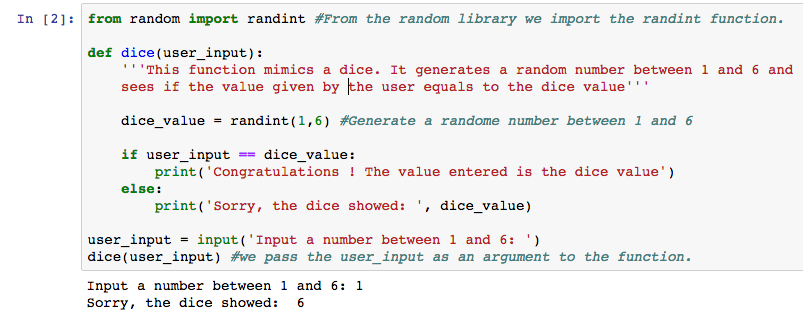 In [2]: from random import randint #From the random library we import the randint function.
def dice(user_input):
'''This function mimics a dice. It generates a random number between 1 and 6 and
sees if the value given by the user equals to the dice value'''
dice_value = randint(1,6) #Generate a randome number between 1 and 6
if user_input == dice_value:
print('Congratulations ! The value entered is the dice value')
else:
print('Sorry, the dice showed: ', dice_value)
user_input = input('Input a number between 1 and 6: ')
dice(user_input) #we pass the user_input as an argument to the function.
Input a number between 1 and 6: 1
Sorry, the dice showed:  6